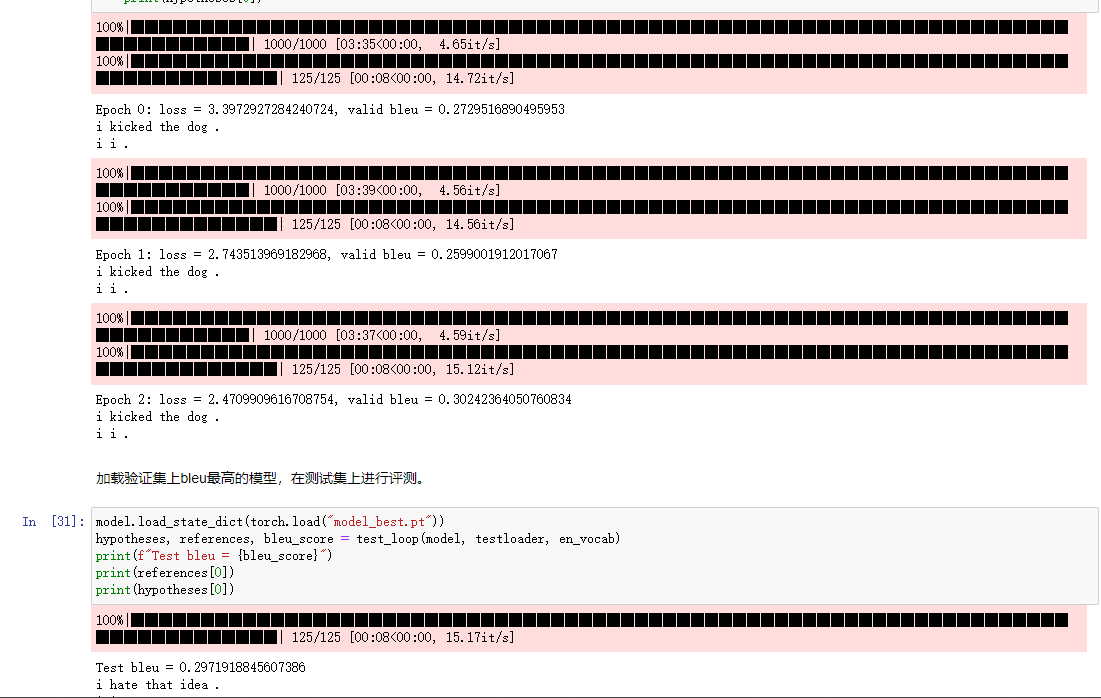 print(hypotheses[0])
100%|
| 1000/1000 [03:35<00:00,  4.65it/s]
100%|
| 125/125 [00:08<00:00, 14.72it/s]
Epoch 0: loss = 3.3972927284240724, valid bleu = 0.2729516890495953
i kicked the dog .
i i .
100%|
| 1000/1000 [03:39<00:00,  4.56it/s]
100%|
| 125/125 [00:08<00:00, 14.56it/s]
Epoch 1: loss = 2.743513969182968, valid bleu = 0.2599001912017067
i kicked the dog .
i i .
100%|
| 1000/1000 [03:37<00:00,  4.59it/s]
100%|
| 125/125 [00:08<00:00, 15.12it/s]
Epoch 2: loss = 2.4709909616708754, valid bleu = 0.30242364050760834
i kicked the dog .
i i .
加载验证集上bleu最高的模型，在测试集上进行评测。
In [31]: model.load_state_dict(torch.load("model_best.pt"))
hypotheses, references, bleu_score = test_loop(model, testloader, en_vocab)
print(f"Test bleu = {bleu_score}")
print(references[0])
print(hypotheses[0])
100%|
| 125/125 [00:08<00:00, 15.17it/s]
Test bleu = 0.2971918845607386
i hate that idea .